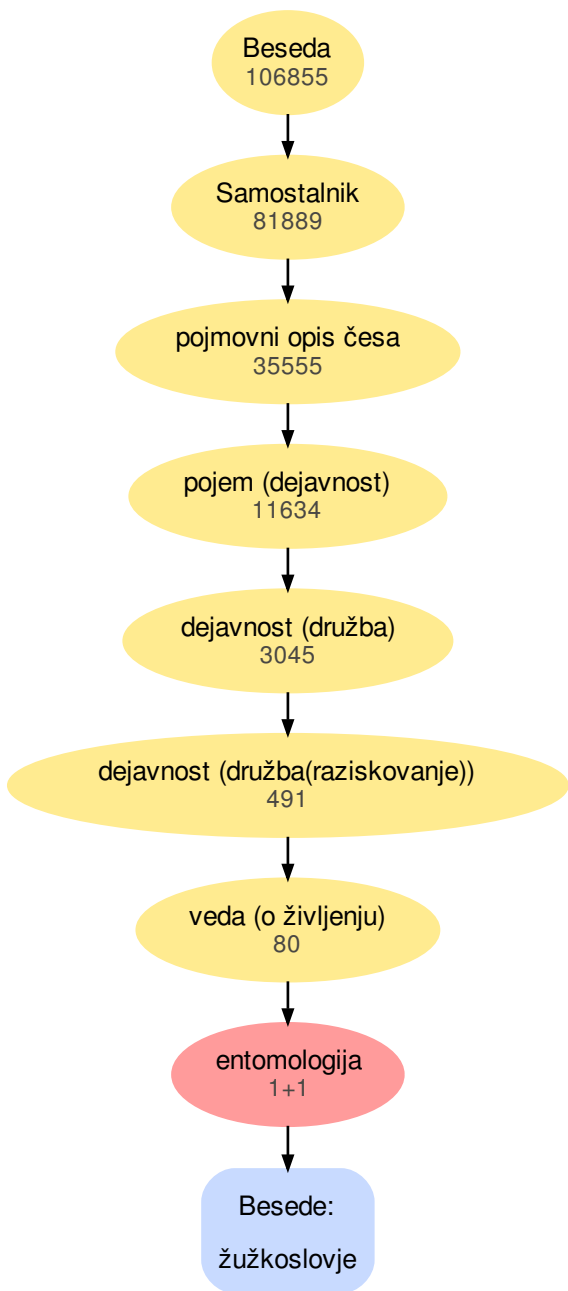 Beseda
106855
Samostalnik
81889
pojmovni opis česa
35555
pojem (dejavnost)
11634
dejavnost (družba)
3045
dejavnost (družba(raziskovanje))
491
veda (o življenju)
80
entomologija
1+1
Besede:
žužkoslovje